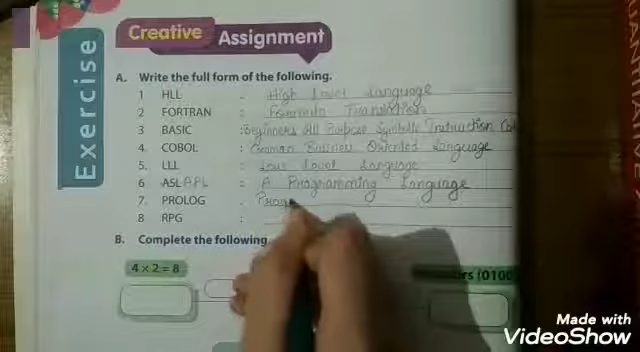 Exercise
Creative Assignment
A. Write the full form of the following.
1 HLL - High Level Language
2 FORTRAN : Formula Translation
3 BASIC : Beginners All Purpose Symbolic Instruction
4. COBOL : Common Business Oriented Language
5. LLL : Low Level Language
6 ASL APL : A Programming Language
7. PROLOG . Prog
8 RPG :
B. Complete the following
4 x 2 = 8
(0100
Made with
VideoShow